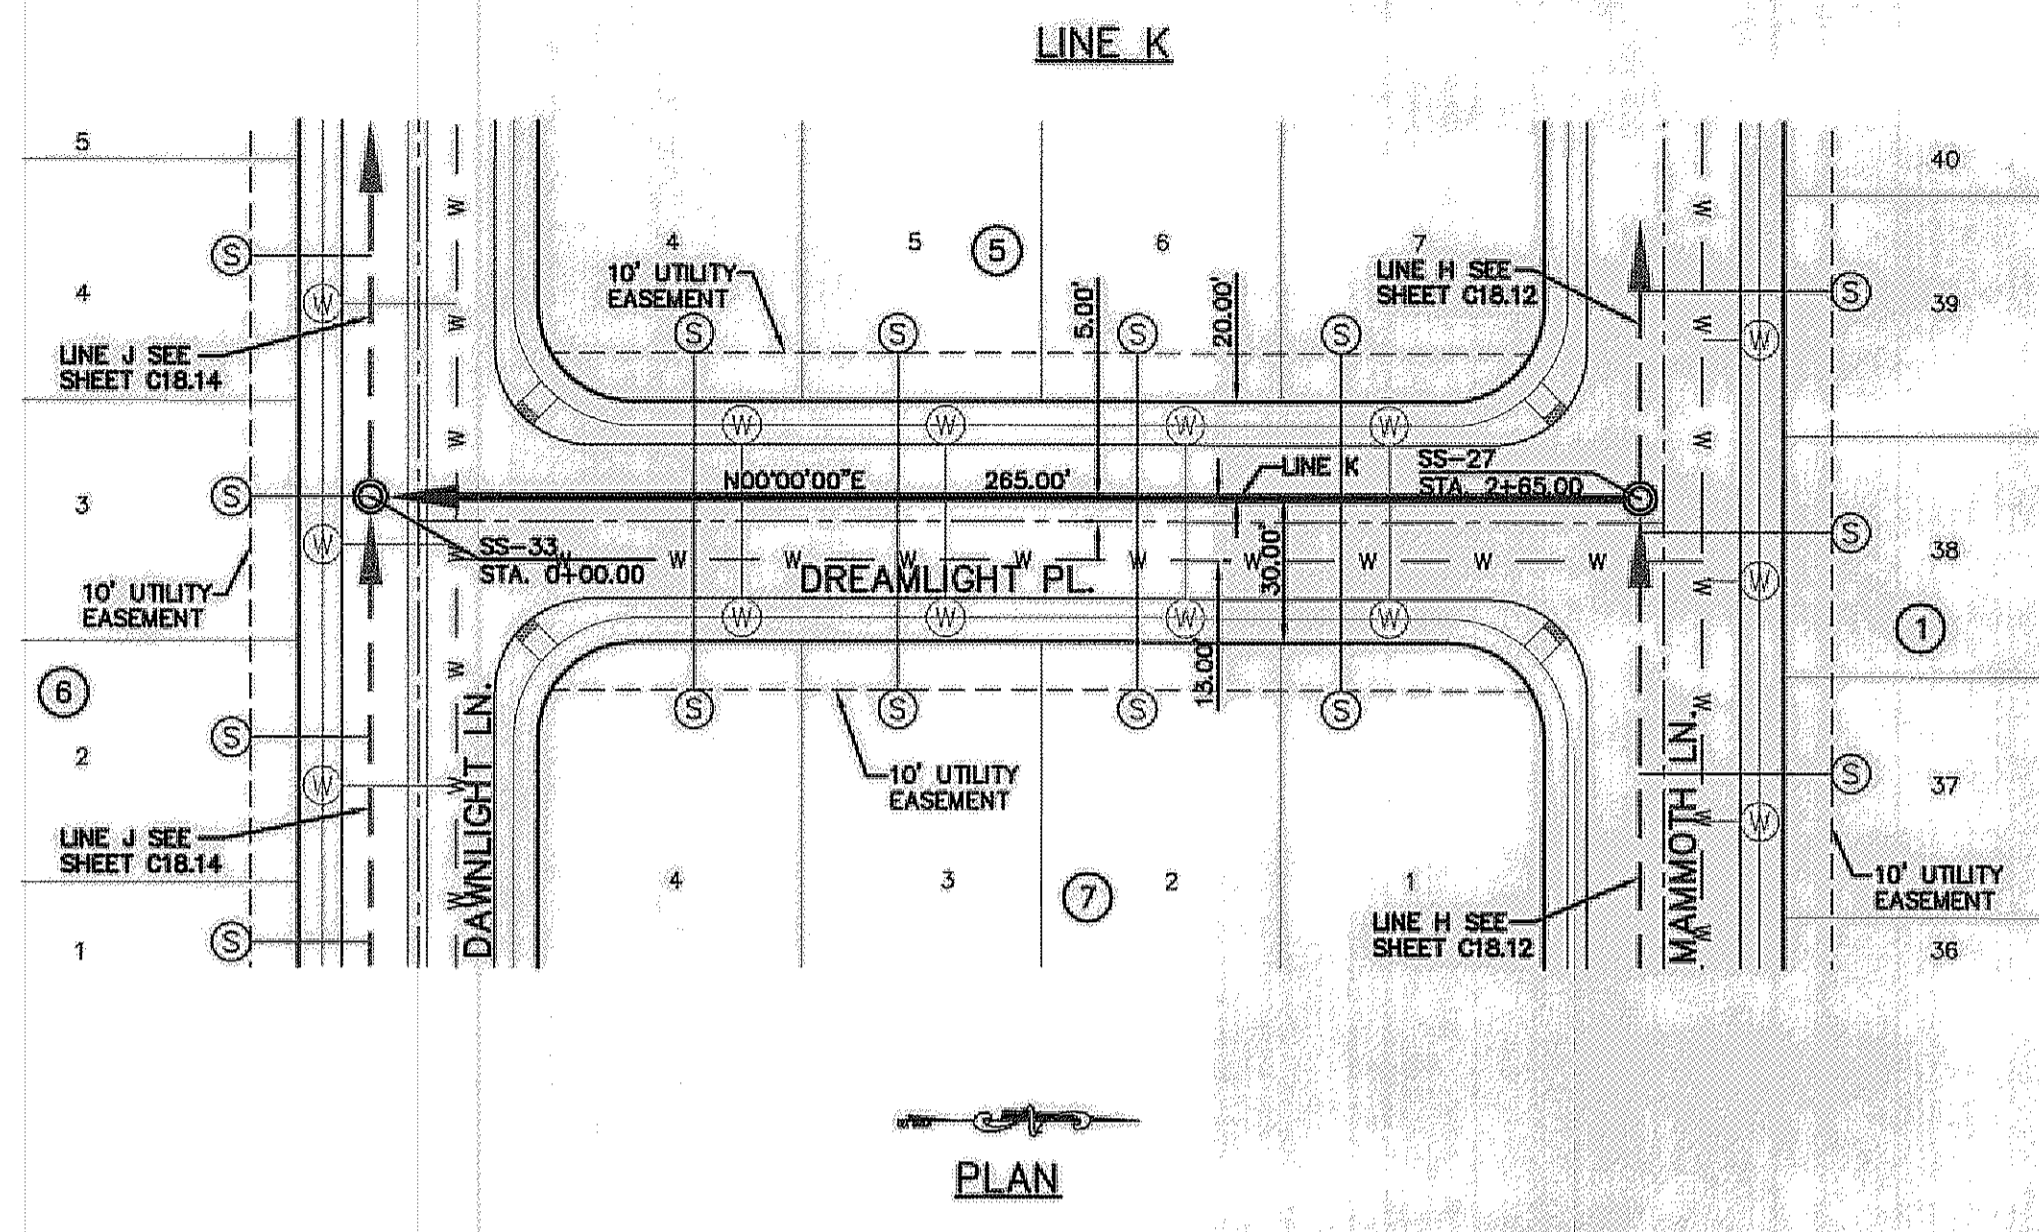 LINE K
5
40
4
5
5
6
7
10' UTILITY
EASEMENT
LINE H SEE
SHEET C18.12
S
S
4
W
5.00'
20.00'
39
S
S
S
S
W
LINE J SEE
SHEET C18.14
W
W
W
W
N00°00'00"E
265.00'
LINE K
SS-27
STA. 2+65.00
3
S
S
38
W
SS-33
STA. 0+00.00
W W W W W W W W W
DREAMLIGHT PL.
30.00'
W
10' UTILITY
EASEMENT
W
W
W
W
1
6
13.00'
S
S
S
S
S
2
W
DAWNLIGHT LN.
10' UTILITY
EASEMENT
MAMMOTH LN.
S
37
W
LINE J SEE
SHEET C18.14
4
3
7
2
1
10' UTILITY
EASEMENT
LINE H SEE
SHEET C18.12
1
S
36
W
W
W
W
W
W
W
W
W
W
W
W
W
W
PLAN